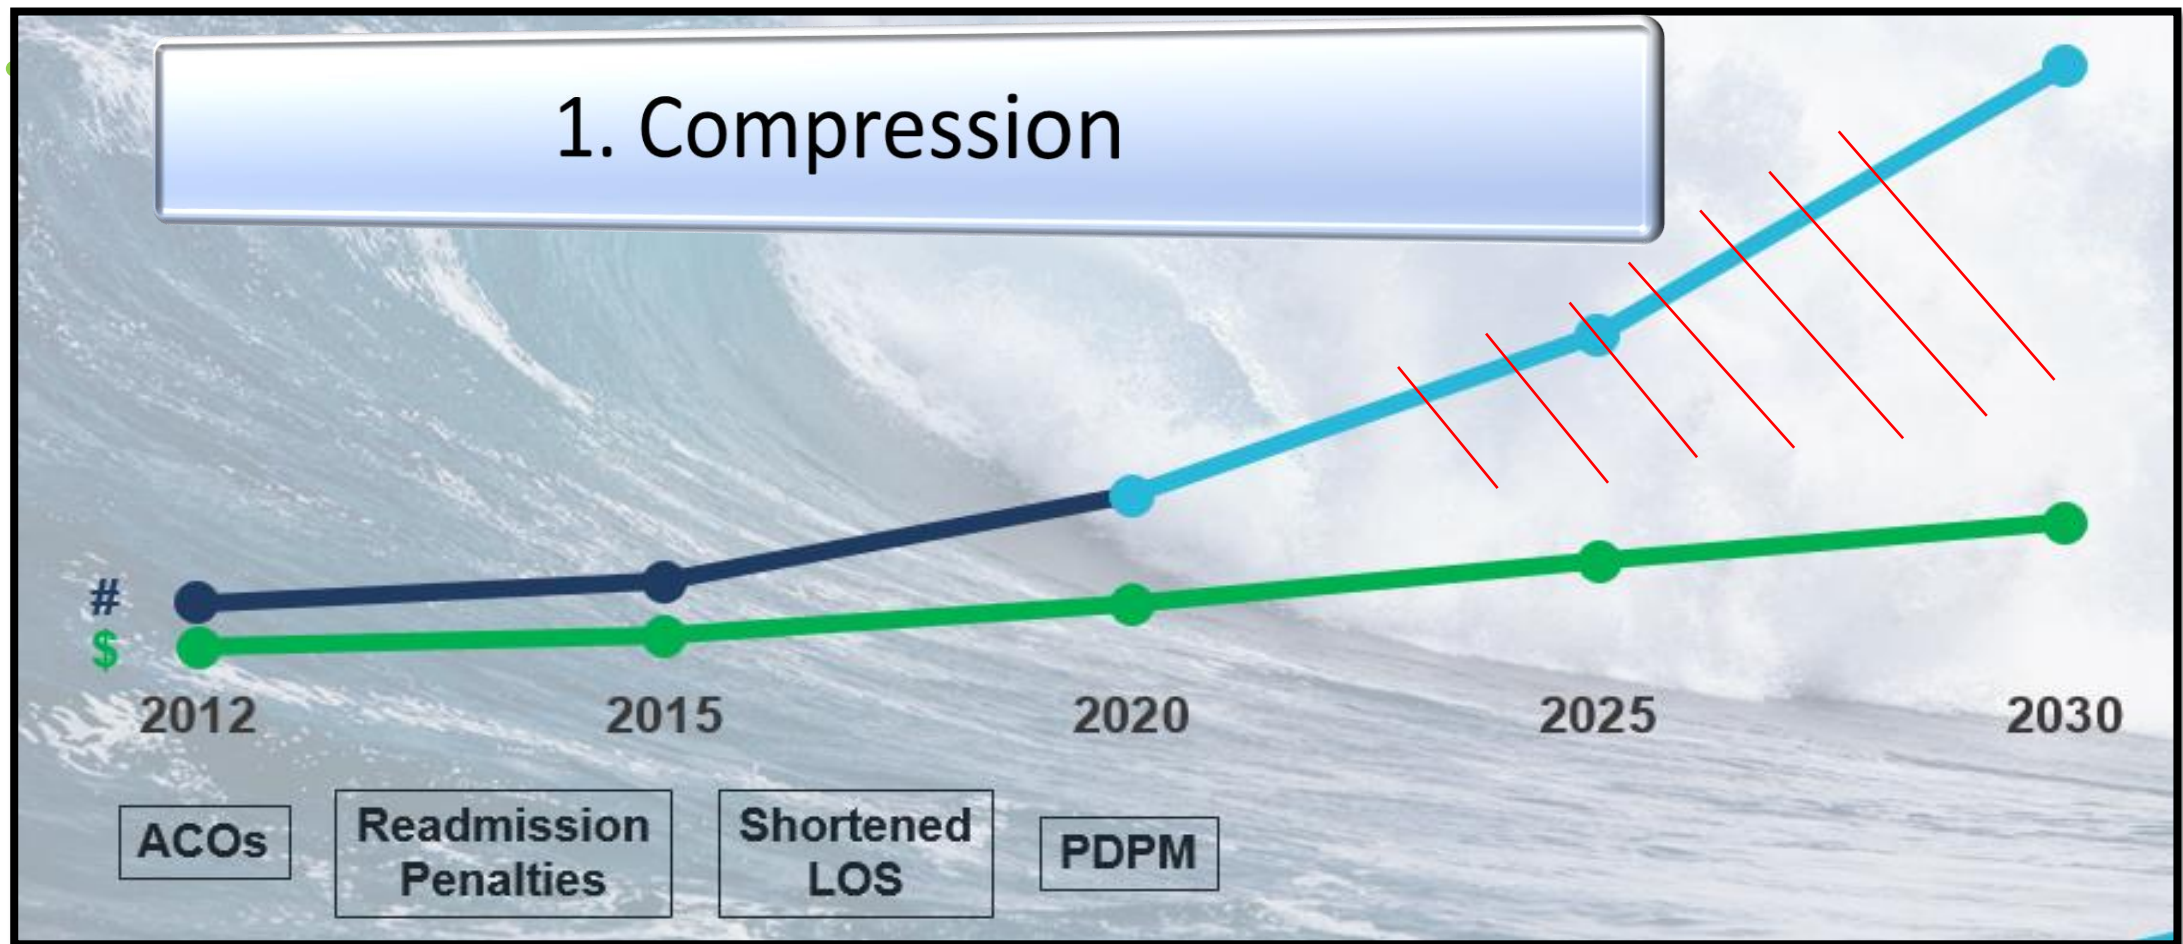 1. Compression
#
$
2012
2015
2020
2025
2030
ACOs
Readmission
Penalties
Shortened
LOS
PDPM